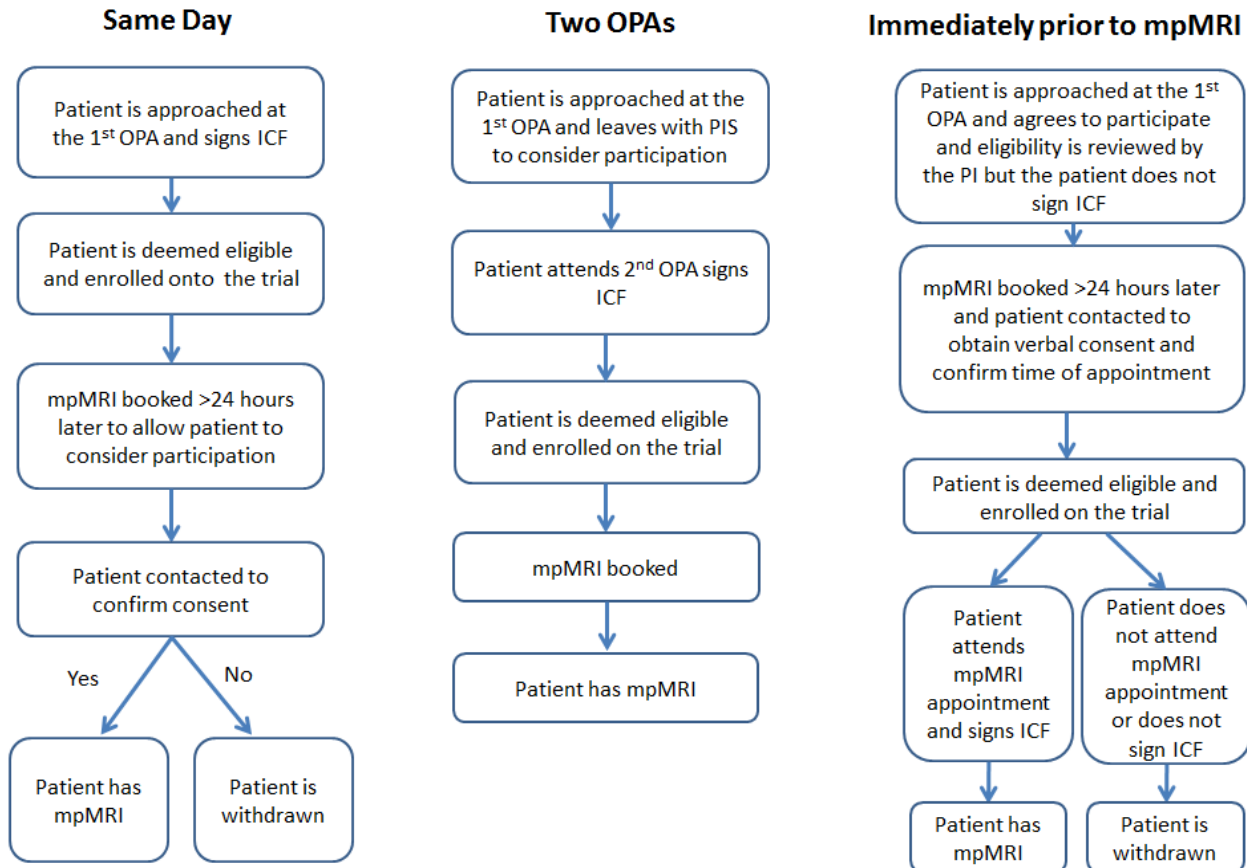 Same Day
Patient is approached at
the 1st OPA and signs ICF
Patient is deemed eligible
and enrolled onto the trial
mpMRI booked >24 hours
later to allow patient to
consider participation
Patient contacted to
confirm consent
Yes
No
Patient has
mpMRI
Patient is
withdrawn
Two OPAs
Patient is approached at the
1st OPA and leaves with PIS
to consider participation
Patient attends 2nd OPA signs
ICF
Patient is deemed eligible
and enrolled on the trial
mpMRI booked
Patient has mpMRI
Immediately prior to mpMRI
Patient is approached at the 1st
OPA and agrees to participate
and eligibility is reviewed by
the PI but the patient does not
sign ICF
mpMRI booked >24 hours later
and patient contacted to
obtain verbal consent and
confirm time of appointment
Patient is deemed eligible and
enrolled on the trial
Patient
attends
mpMRI
appointment
and signs ICF
Patient does
not attend
mpMRI
appointment
or does not
sign ICF
Patient has
mpMRI
Patient is
withdrawn